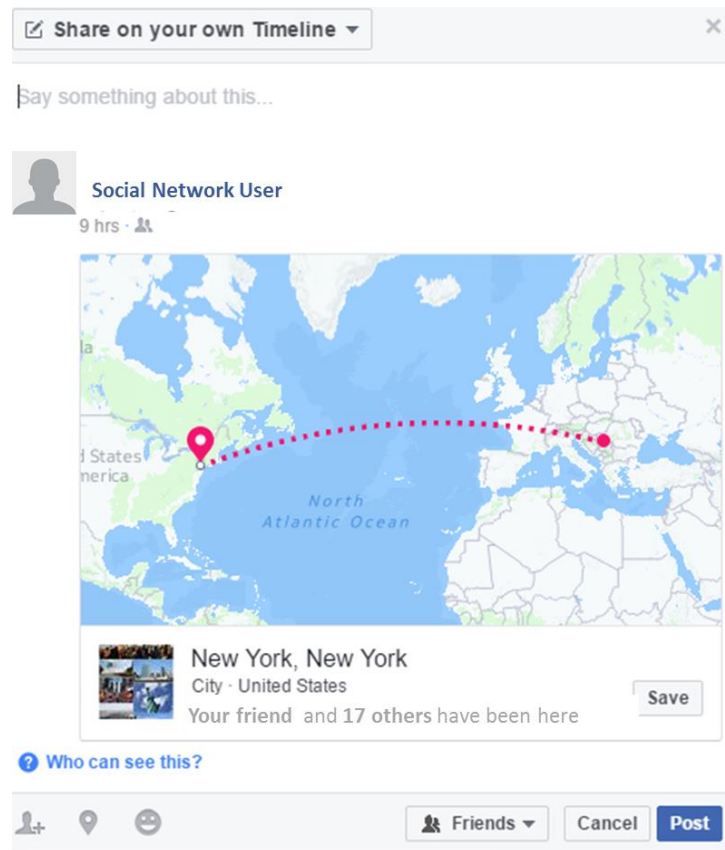 Share on your own Timeline
Say something about this...
Social Network User
9 hrs ·
la
States
merica
North
Atlantic Ocean
New York, New York
City · United States
Your friend and 17 others have been here
Save
? Who can see this?
Friends
Cancel
Post